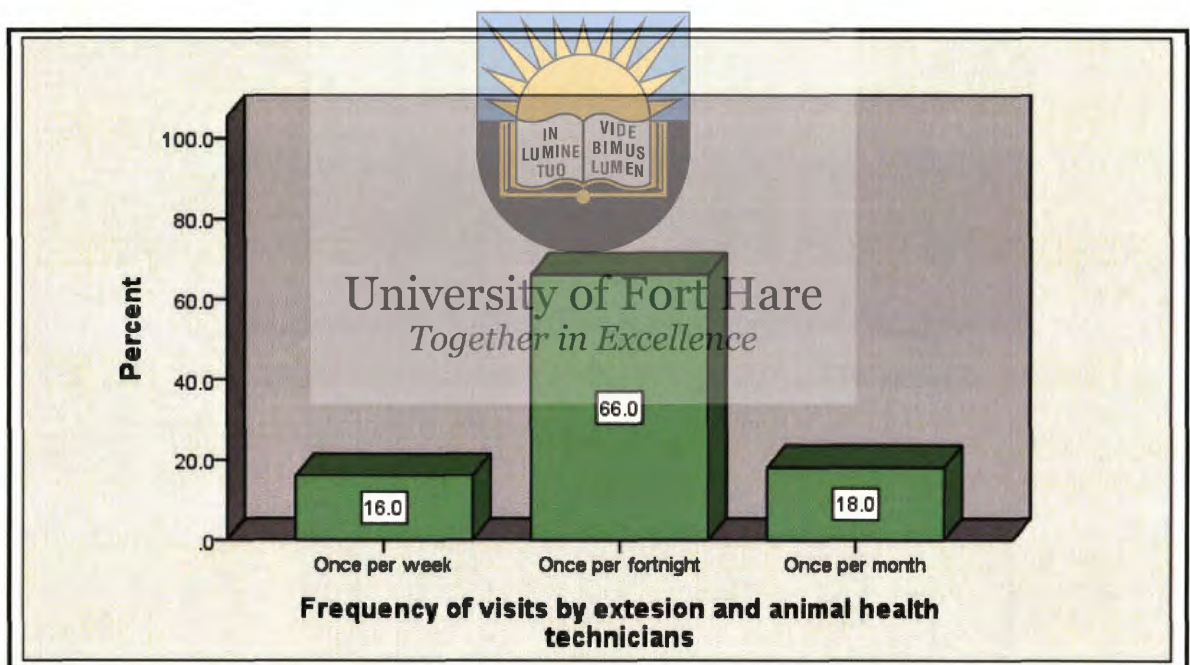 IN
LUMINE
TUO
VIDE
BIMUS
LUMEN
University of Fort Hare
Together in Excellence
Percent
100.0
80.0
60.0
40.0
20.0
.0
16.0
66.0
18.0
Once per week
Once per fortnight
Once per month
Frequency of visits by extesion and animal health
technicians